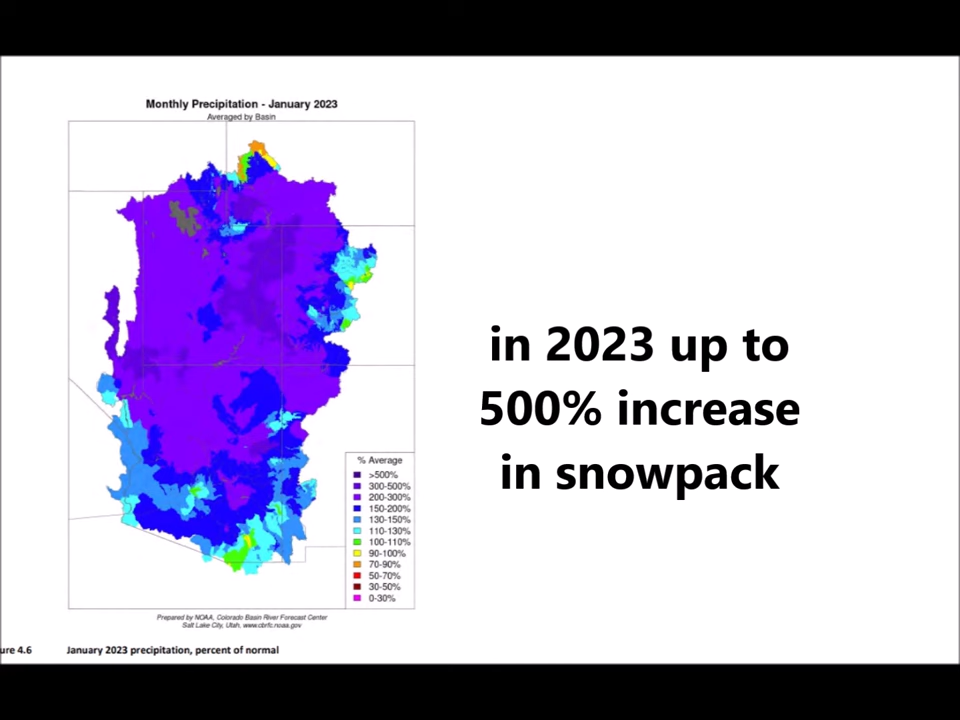 Monthly Precipitation - January 2023
Averaged by Basin
in 2023 up to
500% increase
in snowpack
% Average
>500%
300-500%
200-300%
150-200%
130-150%
110-130%
100-110%
90-100%
70-90%
50-70%
30-50%
0-30%
Prepared by NOAA, Colorado Basin River Forecast Center
Salt Lake City, Utah, www.cbrfc.noaa.gov
ure 4.6 January 2023 precipitation, percent of normal